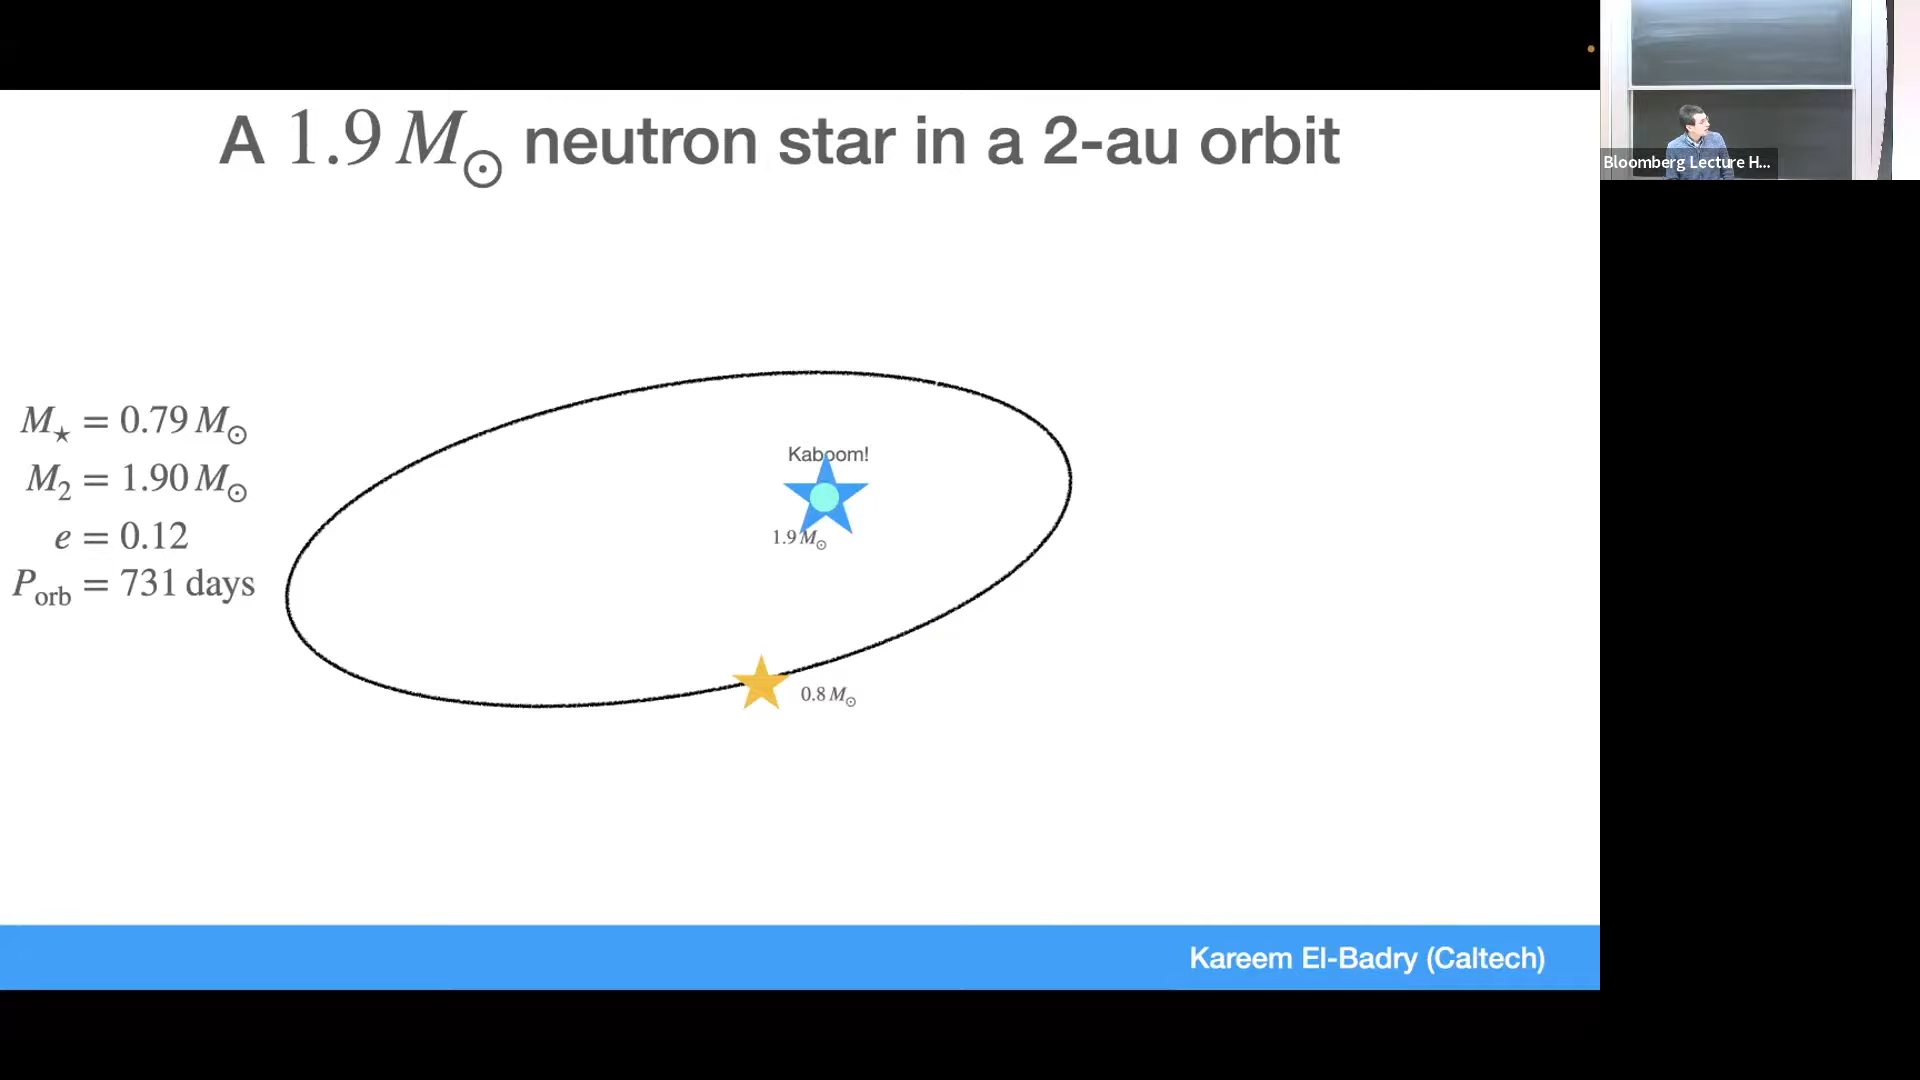 A 1.9 M☉ neutron star in a 2-au orbit
Bloomberg Lecture H...
M⋆ = 0.79 M☉
M₂ = 1.90 M☉
e = 0.12
Pₒᵣb = 731 days
Kaboom!
1.9 M☉
0.8 M☉
Kareem El-Badry (Caltech)